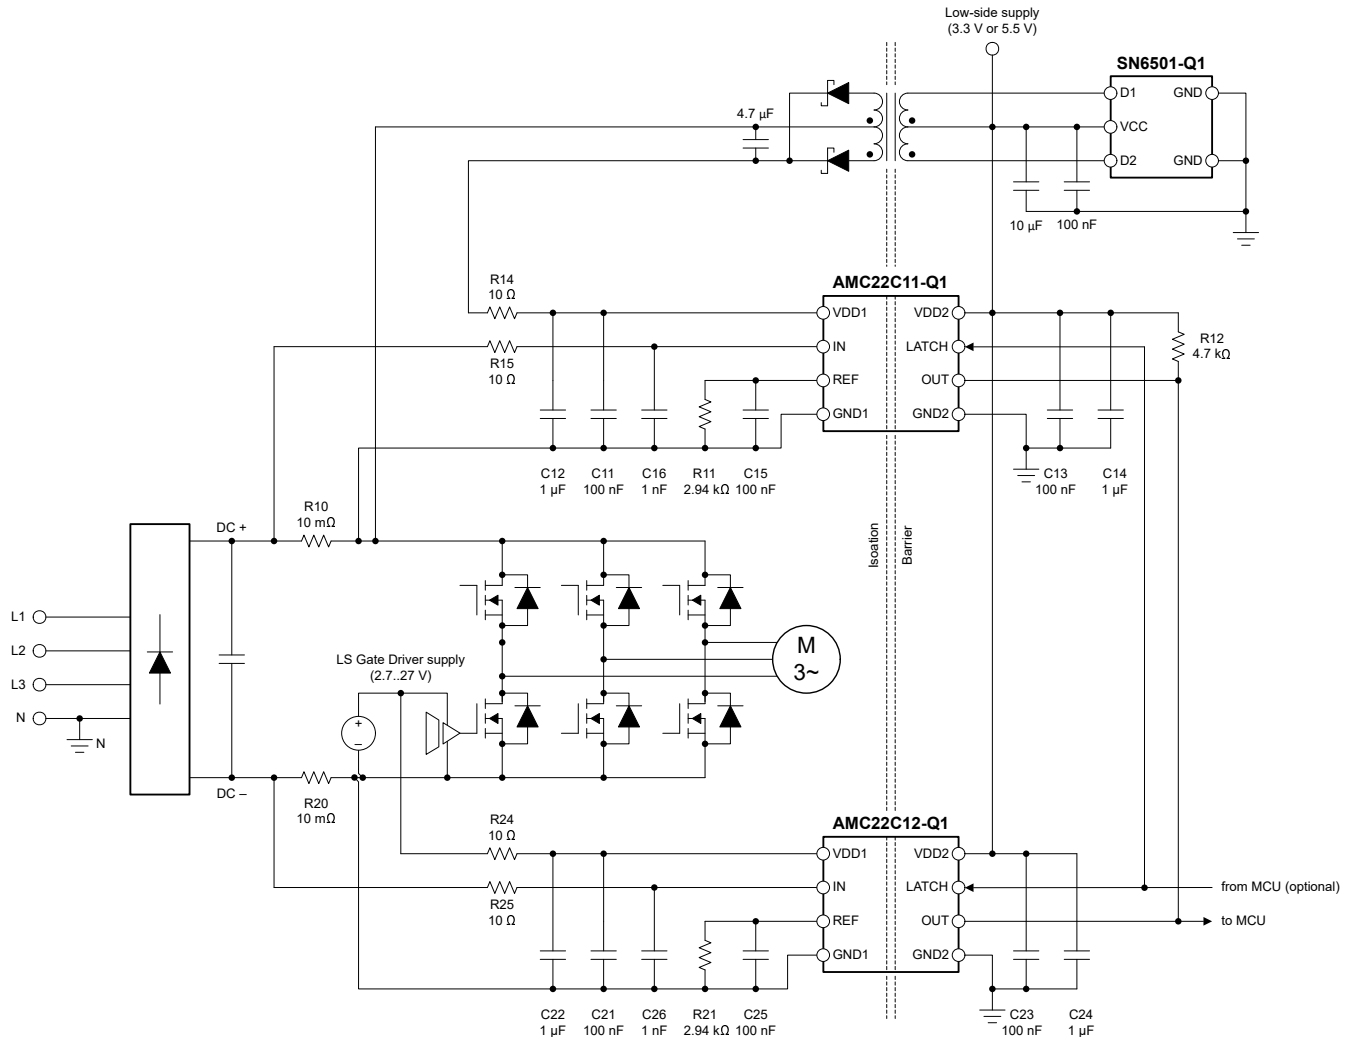 Low-side supply
(3.3 V or 5.5 V)
SN6501-Q1
D1
GND
VCC
D2
GND
4.7 µF
10 µF
100 nF
R14
10 Ω
R15
10 Ω
AMC22C11-Q1
VDD1
VDD2
IN
LATCH
REF
OUT
GND1
GND2
R12
4.7 kΩ
C12
1 µF
C11
100 nF
C16
1 nF
R11
2.94 kΩ
C15
100 nF
C13
100 nF
C14
1 µF
Isoation
Barrier
DC +
R10
10 mΩ
L1
L2
L3
N
N
LS Gate Driver supply
(2.7..27 V)
+
–
M
3~
DC –
R20
10 mΩ
R24
10 Ω
R25
10 Ω
AMC22C12-Q1
VDD1
VDD2
IN
LATCH
REF
OUT
GND1
GND2
from MCU (optional)
to MCU
C22
1 µF
C21
100 nF
C26
1 nF
R21
2.94 kΩ
C25
100 nF
C23
100 nF
C24
1 µF